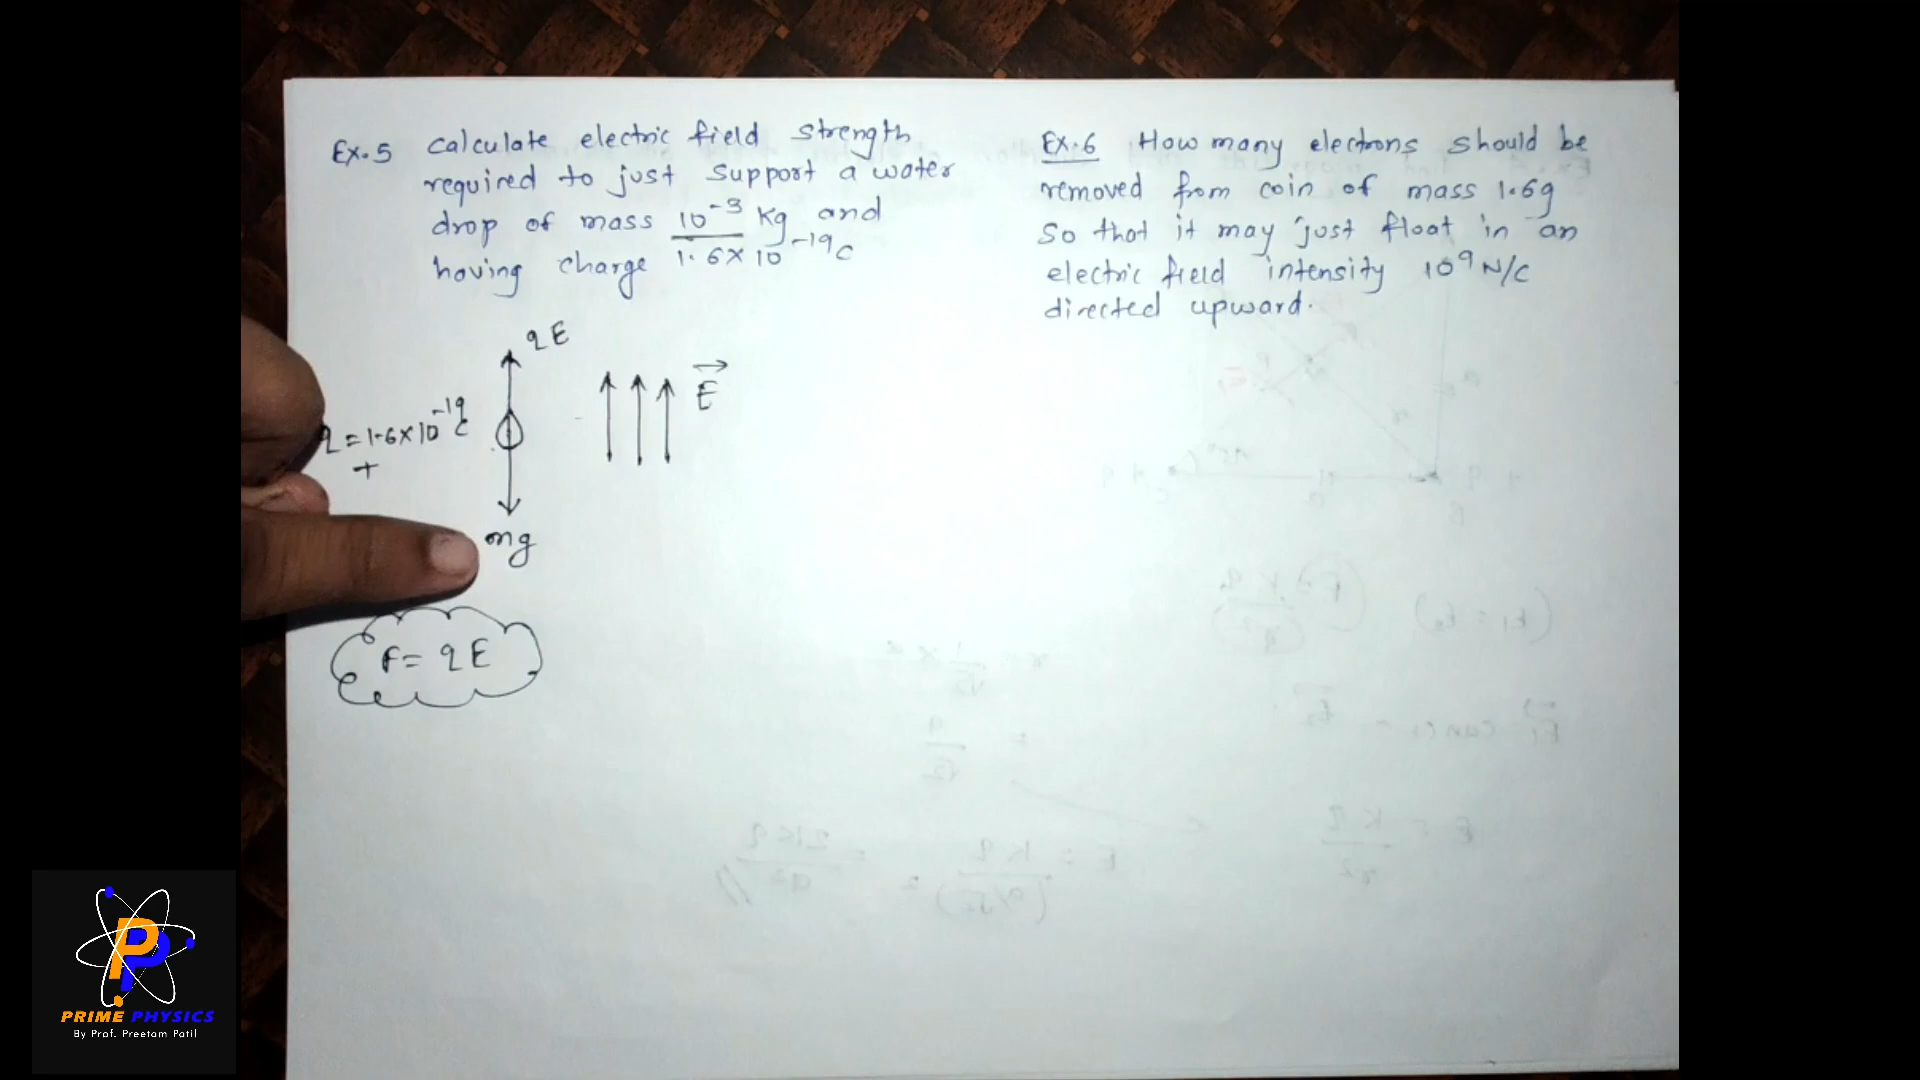 Ex.5 Calculate electric field strength
required to just support a water
drop of mass 10⁻³ kg and
having charge 1.6×10⁻¹⁹C
qE
E
q = 1.6×10⁻¹⁹C
+
mg
F = qE
Ex.6 How many electrons should be
removed from coin of mass 1.6g
So that it may just float in an
electric field intensity 10⁹ N/C
directed upward.
P
PRIME PHYSICS
By Prof. Preetam Patil